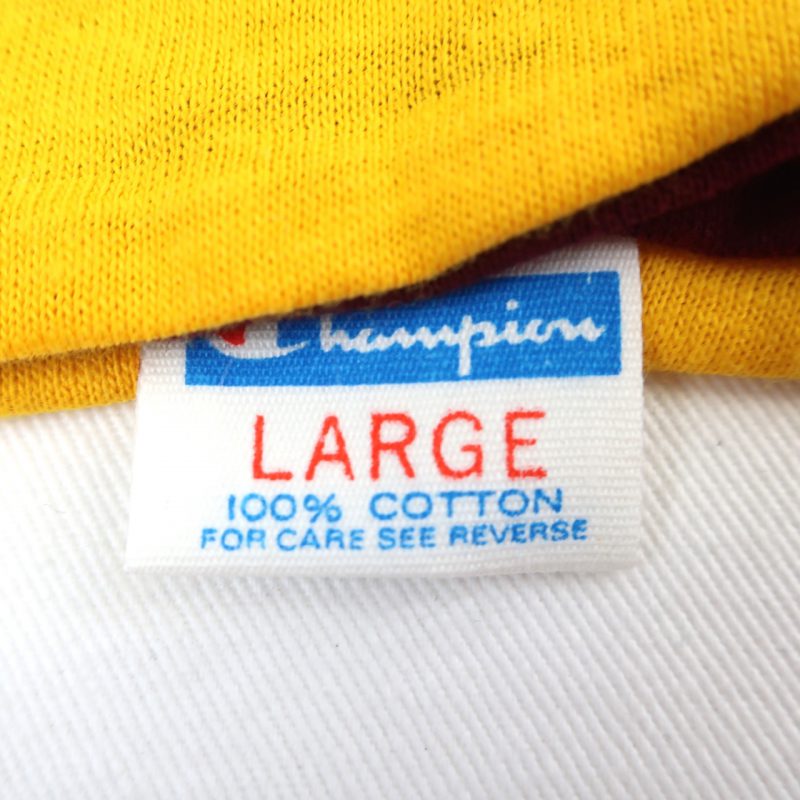 Champion
LARGE
100% COTTON
FOR CARE SEE REVERSE